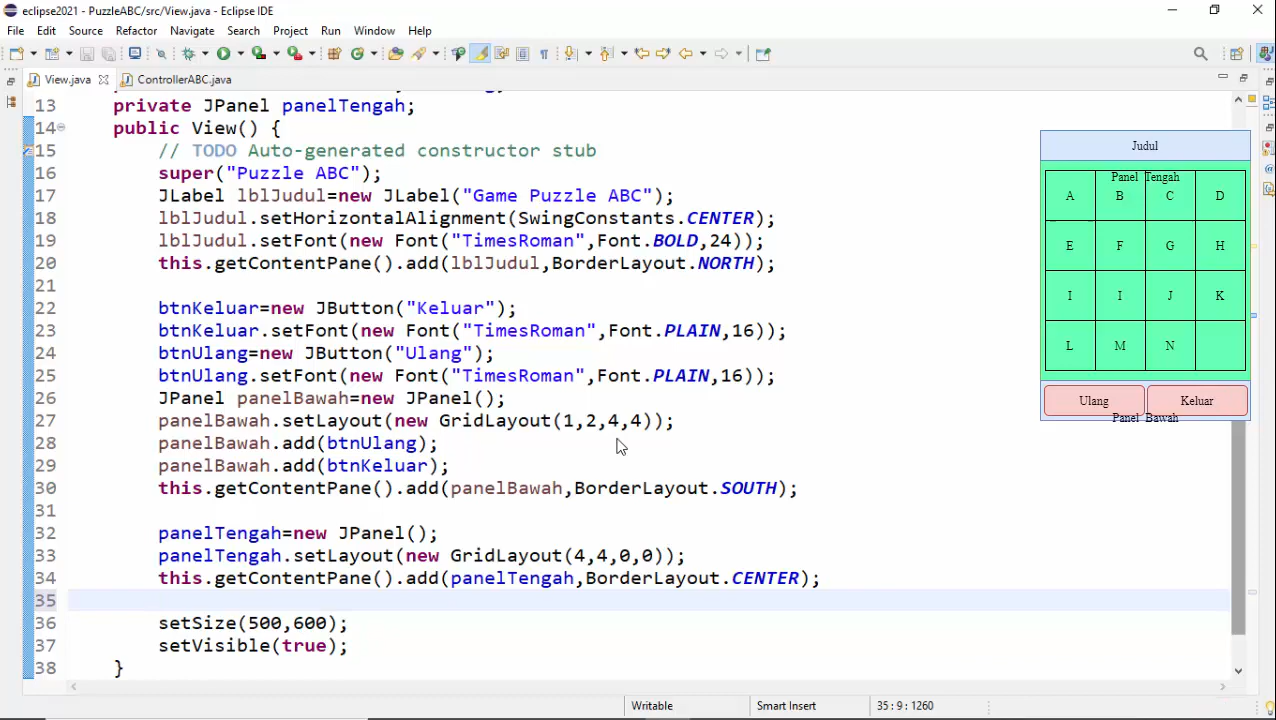 eclipse2021 - PuzzleABC/src/View.java - Eclipse IDE
File Edit Source Refactor Navigate Search Project Run Window Help
View.java ControllerABC.java
13 private JPanel panelTengah;
14 public View() {
15 // TODO Auto-generated constructor stub
16 super("Puzzle ABC");
17 JLabel lblJudul=new JLabel("Game Puzzle ABC");
18 lblJudul.setHorizontalAlignment(SwingConstants.CENTER);
19 lblJudul.setFont(new Font("TimesRoman",Font.BOLD,24));
20 this.getContentPane().add(lblJudul,BorderLayout.NORTH);
21
22 btnKeluar=new JButton("Keluar");
23 btnKeluar.setFont(new Font("TimesRoman",Font.PLAIN,16));
24 btnUlang=new JButton("Ulang");
25 btnUlang.setFont(new Font("TimesRoman",Font.PLAIN,16));
26 JPanel panelBawah=new JPanel();
27 panelBawah.setLayout(new GridLayout(1,2,4,4));
28 panelBawah.add(btnUlang);
29 panelBawah.add(btnKeluar);
30 this.getContentPane().add(panelBawah,BorderLayout.SOUTH);
31
32 panelTengah=new JPanel();
33 panelTengah.setLayout(new GridLayout(4,4,0,0));
34 this.getContentPane().add(panelTengah,BorderLayout.CENTER);
35
36 setSize(500,600);
37 setVisible(true);
38 }
Judul
Panel Tengah
A B C D
E F G H
I I J K
L M N
Ulang Keluar
Panel Bawah
Writable Smart Insert 35 : 9 : 1260